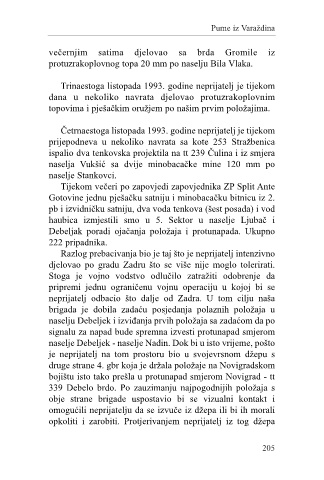 Pume iz Varaždina
večernjim satima djelovao sa brda Gromile iz
protuzrakoplovnog topa 20 mm po naselju Bila Vlaka.
Trinaestoga listopada 1993. godine neprijatelj je tijekom
dana u nekoliko navrata djelovao protuzrakoplovnim
topovima i pješačkim oružjem po našim prvim položajima.
Četrnaestoga listopada 1993. godine neprijatelj je tijekom
prijepodneva u nekoliko navrata sa kote 253 Stražbenica
ispalio dva tenkovska projektila na tt 239 Čulina i iz smjera
naselja Vukšić sa dvije minobacačke mine 120 mm po
naselje Stankovci.
Tijekom večeri po zapovjedi zapovjednika ZP Split Ante
Gotovine jednu pješačku satniju i minobacačku bitnicu iz 2.
pb i izvidničku satniju, dva voda tenkova (šest posada) i vod
haubica izmjestili smo u 5. Sektor u naselje Ljubač i
Debeljak poradi ojačanja položaja i protunapada. Ukupno
222 pripadnika.
Razlog prebacivanja bio je taj što je neprijatelj intenzivno
djelovao po gradu Zadru što se više nije moglo tolerirati.
Stoga je vojno vodstvo odlučilo zatražiti odobrenje da
pripremi jednu ograničenu vojnu operaciju u kojoj bi se
neprijatelj odbacio što dalje od Zadra. U tom cilju naša
brigada je dobila zadaću posjedanja polaznih položaja u
naselju Debeljek i izviđanja prvih položaja sa zadaćom da po
signalu za napad bude spremna izvesti protunapad smjerom
naselje Debeljek - naselje Nadin. Dok bi u isto vrijeme, pošto
je neprijatelj na tom prostoru bio u svojevrsnom džepu s
druge strane 4. gbr koja je držala položaje na Novigradskom
bojištu isto tako prešla u protunapad smjerom Novigrad - tt
339 Debelo brdo. Po zauzimanju najpogodnijih položaja s
obje strane brigade uspostavio bi se vizualni kontakt i
omogućili neprijatelju da se izvuče iz džepa ili bi ih morali
opkoliti i zarobiti. Protjerivanjem neprijatelj iz tog džepa
205